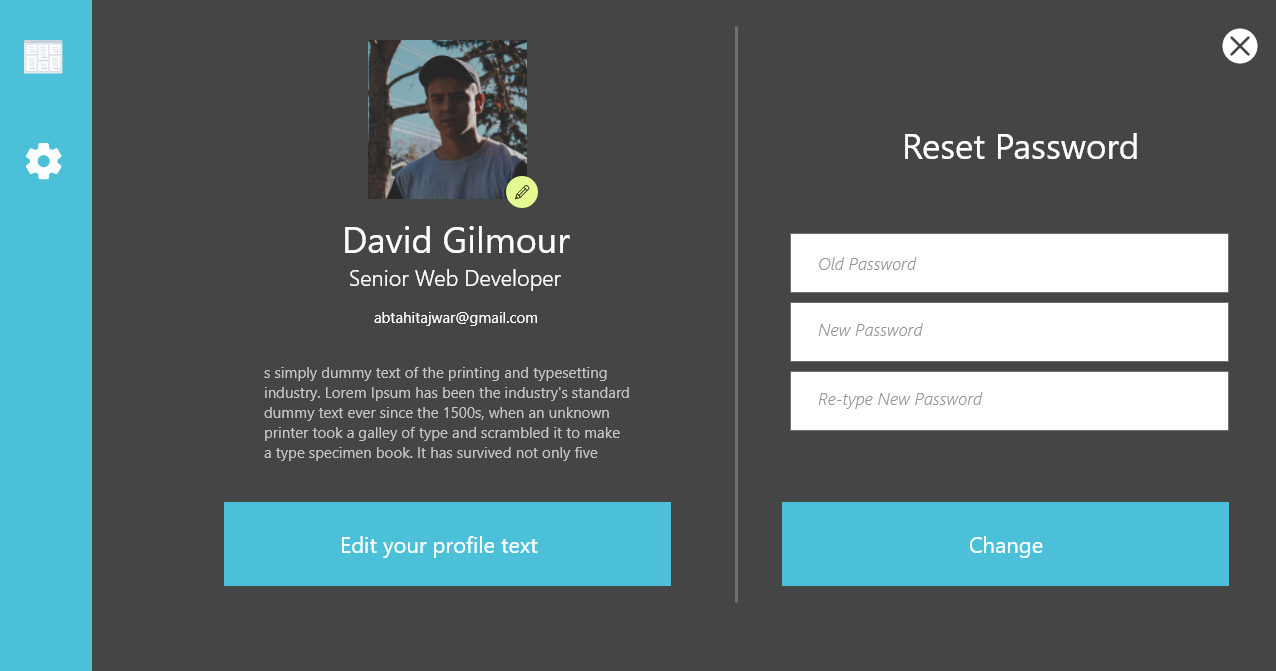 David Gilmour
Senior Web Developer
abtahitajwar@gmail.com
s simply dummy text of the printing and typesetting
industry. Lorem Ipsum has been the industry's standard
dummy text ever since the 1500s, when an unknown
printer took a galley of type and scrambled it to make
a type specimen book. It has survived not only five
Edit your profile text
Reset Password
Old Password
New Password
Re-type New Password
Change